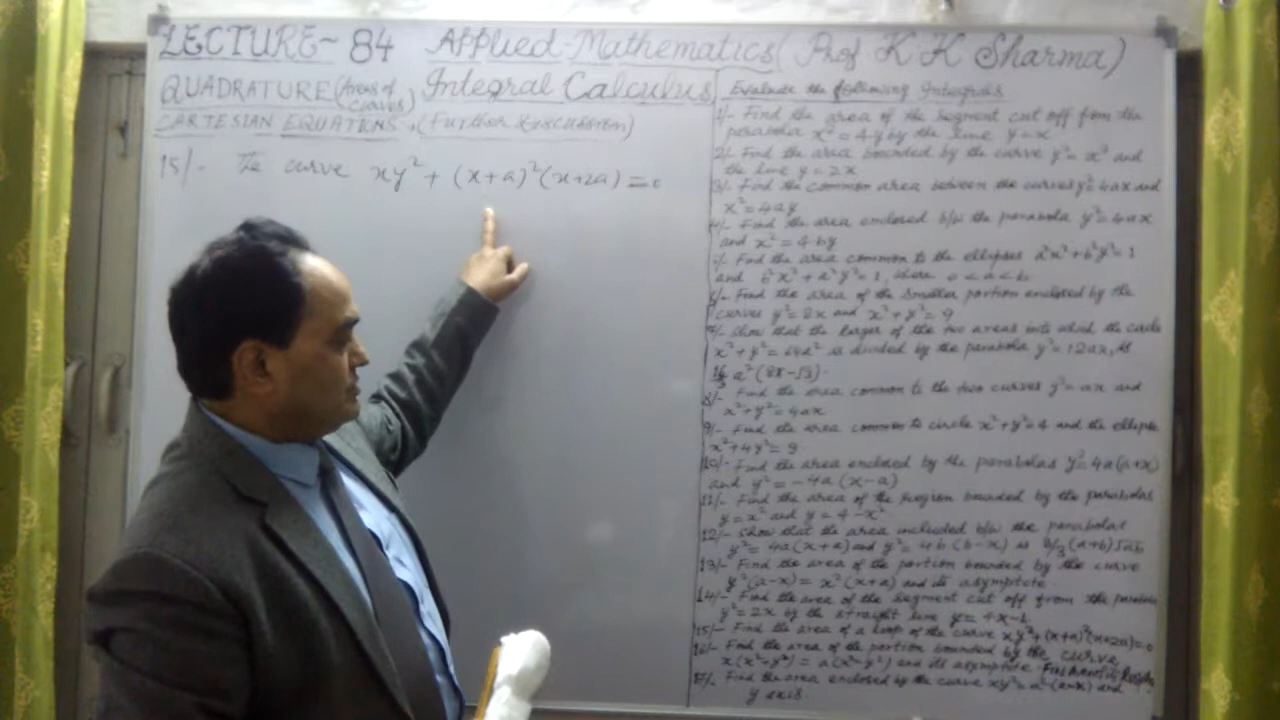 LECTURE- 84 Applied-Mathematics( Prof K K Sharma)
QUADRATURE (Areas of curves) Integral Calculus
CARTESIAN EQUATIONS, (Further Discussion)
15/- The curve xy² + (x+a)²(x+2a) = 0
Evaluate the following Integrals
1/- Find the area of the segment cut off from the
parabola x² = 4y by the line y = x
2/- Find the area bounded by the curve y² = x³ and
the line y = 2x
3/- Find the common area between the curves y² = 4ax and
x² = 4ay
4/- Find the area enclosed b/w the parabola y² = 4ax
and x² = 4by
5/- Find the area common to the ellipses a²x² + b²y² = 1
and b²x² + a²y² = 1, where 0 < a < b
6/- Find the area of the smaller portion enclosed by the
curves y² = 8x and x² + y² = 9
7/- Show that the larger of the two areas into which the circle
x² + y² = 64a² is divided by the parabola y² = 12ax, is
16/3 a² (8π - √3).
8/- Find the area common to the two curves y² = ax and
x² + y² = 4ax
9/- Find the area common to circle x² + y² = 4 and the ellipse
x² + 4y² = 9
10/- Find the area enclosed by the parabolas y² = 4a(a+x)
and y² = -4a (x-a)
11/- Find the area of the region bounded by the parabolas
y = x² and y = 4 - x²
12/- Show that the area included b/w the parabolas
y² = 4a(x+a) and y² = 4b (b-x) is 8/3 (a+b) √ab
13/- Find the area of the portion bounded by the curve
y²(a-x) = x²(x+a) and its asymptote
14/- Find the area of the segment cut off from the parabola
y² = 2x by the straight line y = 4x-1
15/- Find the area of a loop of the curve xy² + (x+a)²(x+2a) = 0
16/- Find the area of the portion bounded by the curve
x(x² + y²) = a(x² - y²) and its asymptote
17/- Find the area enclosed by the curve xy² = a² (a-x) and
y axis